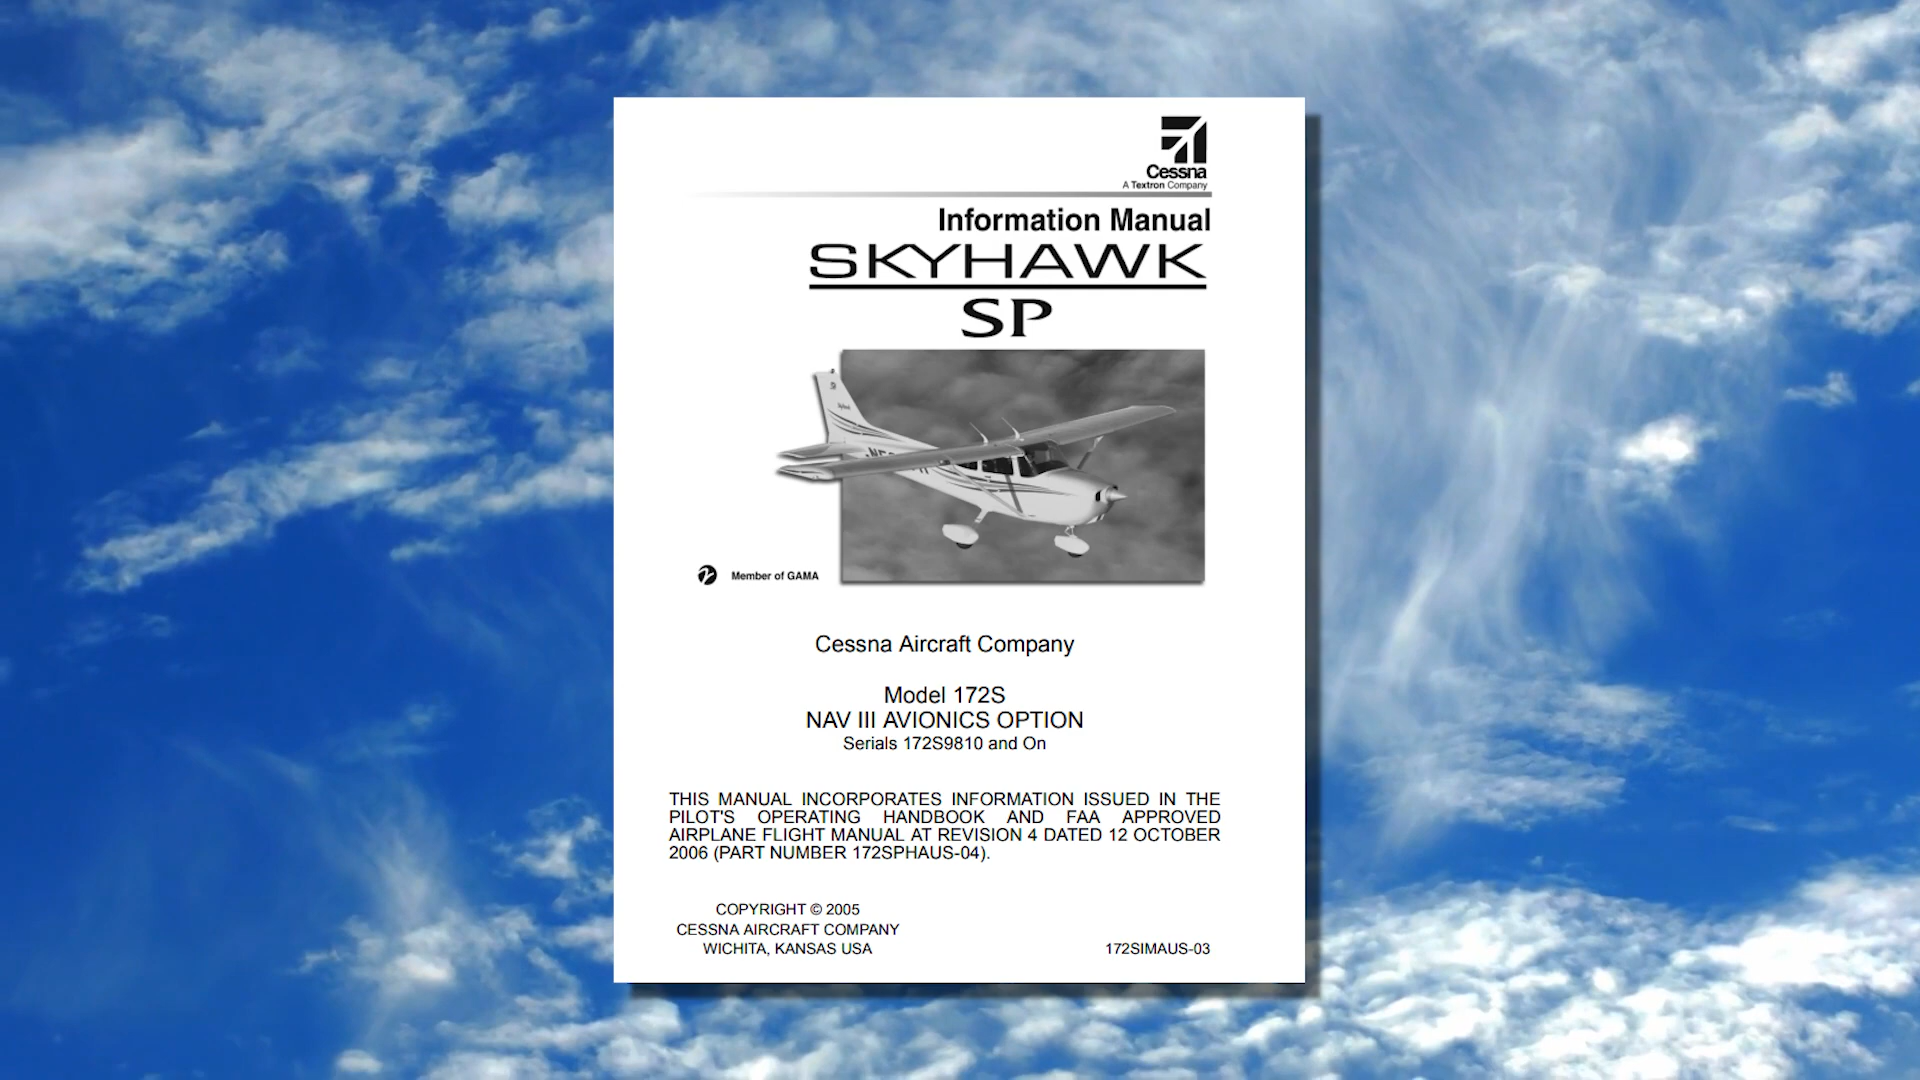 Cessna
A Textron Company
Information Manual
SKYHAWK
SP
Member of GAMA
Cessna Aircraft Company
Model 172S
NAV III AVIONICS OPTION
Serials 172S9810 and On
THIS MANUAL INCORPORATES INFORMATION ISSUED IN THE
PILOT'S OPERATING HANDBOOK AND FAA APPROVED
AIRPLANE FLIGHT MANUAL AT REVISION 4 DATED 12 OCTOBER
2006 (PART NUMBER 172SPHAUS-04).
COPYRIGHT © 2005
CESSNA AIRCRAFT COMPANY
WICHITA, KANSAS USA
172SIMAUS-03